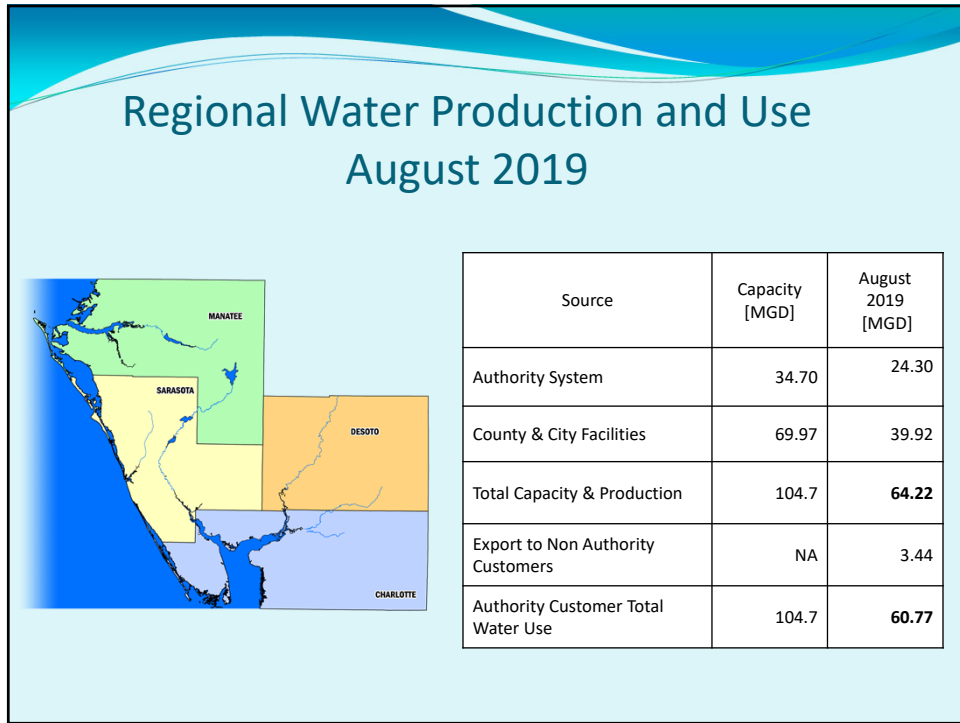 Regional Water Production and Use
August 2019
MANATEE
SARASOTA
DESOTO
CHARLOTTE
Source
Capacity
[MGD]
August
2019
[MGD]
Authority System
34.70
24.30
County & City Facilities
69.97
39.92
Total Capacity & Production
104.7
64.22
Export to Non Authority
Customers
NA
3.44
Authority Customer Total
Water Use
104.7
60.77